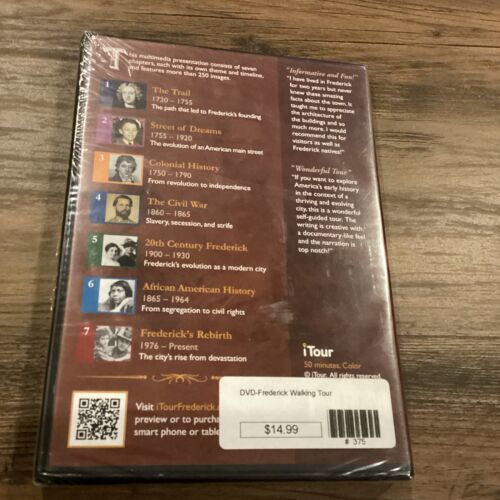 This multimedia presentation consists of seven
chapters, each with its own theme and timeline,
and features more than 250 images.
1 The Trail
1720 – 1755
The path that led to Frederick's founding
2 Street of Dreams
1755 – 1920
The evolution of an American main street
3 Colonial History
1750 – 1790
From revolution to independence
4 The Civil War
1860 – 1865
Slavery, secession, and strife
5 20th Century Frederick
1900 – 1930
Frederick's evolution as a modern city
6 African American History
1865 – 1964
From segregation to civil rights
7 Frederick's Rebirth
1976 – Present
The city's rise from devastation
Visit iTourFrederick.
preview or to purcha
smart phone or table
"Informative and Fun!"
"I have lived in Frederick
for two years but never
knew these amazing
facts about the town. It
taught me to appreciate
the architecture of
the buildings and so
much more. I would
recommend this for
visitors as well as
Frederick natives!"
"Wonderful Tour"
"If you want to explore
America's early history
in the context of a
thriving and evolving
city, this is a wonderful
self-guided tour. The
writing is creative with
a documentary-like feel
and the narration is
top notch!"
iTour
50 minutes, Color
© iTour. All rights reserved.
DVD-Frederick Walking Tour
$14.99
# 375